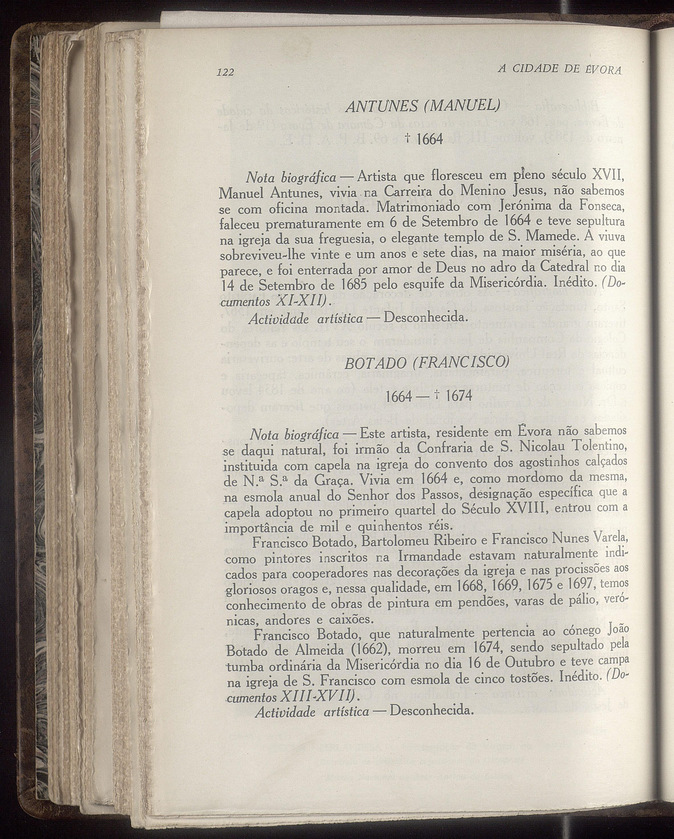 122
A CIDADE DE ÉVORA
ANTUNES (MANUEL)
† 1664
Nota biográfica — Artista que floresceu em pleno século XVII,
Manuel Antunes, vivia na Carreira do Menino Jesus, não sabemos
se com oficina montada. Matrimoniado com Jerónima da Fonseca,
faleceu prematuramente em 6 de Setembro de 1664 e teve sepultura
na igreja da sua freguesia, o elegante templo de S. Mamede. A viuva
sobreviveu-lhe vinte e um anos e sete dias, na maior miséria, ao que
parece, e foi enterrada por amor de Deus no adro da Catedral no dia
14 de Setembro de 1685 pelo esquife da Misericórdia. Inédito. (Do-
cumentos XI-XII).
Actividade artística — Desconhecida.
BOTADO (FRANCISCO)
1664 — † 1674
Nota biográfica — Este artista, residente em Évora não sabemos
se daqui natural, foi irmão da Confraria de S. Nicolau Tolentino,
instituida com capela na igreja do convento dos agostinhos calçados
de N.ª S.ª da Graça. Vivia em 1664 e, como mordomo da mesma,
na esmola anual do Senhor dos Passos, designação específica que a
capela adoptou no primeiro quartel do Século XVIII, entrou com a
importância de mil e quinhentos réis.
Francisco Botado, Bartolomeu Ribeiro e Francisco Nunes Varela,
como pintores inscritos na Irmandade estavam naturalmente indi-
cados para cooperadores nas decorações da igreja e nas procissões aos
gloriosos oragos e, nessa qualidade, em 1668, 1669, 1675 e 1697, temos
conhecimento de obras de pintura em pendões, varas de pálio, veró-
nicas, andores e caixões.
Francisco Botado, que naturalmente pertencia ao cónego João
Botado de Almeida (1662), morreu em 1674, sendo sepultado pela
tumba ordinária da Misericórdia no dia 16 de Outubro e teve campa
na igreja de S. Francisco com esmola de cinco tostões. Inédito. (Do-
cumentos XIII-XVII).
Actividade artística — Desconhecida.